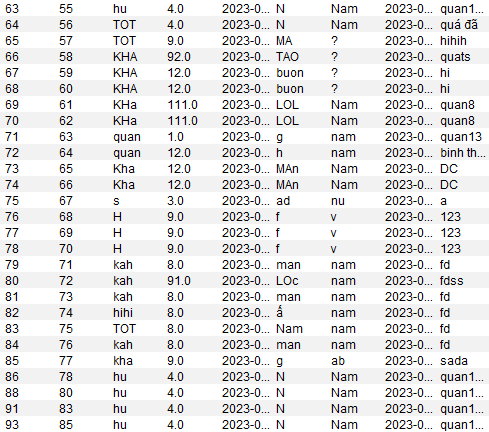 63 55 hu 4.0 2023-0... N Nam 2023-0... quan1...
64 56 TOT 4.0 2023-0... N Nam 2023-0... quá đã
65 57 TOT 9.0 2023-0... MA ? 2023-0... hihih
66 58 KHA 92.0 2023-0... TAO ? 2023-0... quats
67 59 KHA 12.0 2023-0... buon ? 2023-0... hi
68 60 KHA 12.0 2023-0... buon ? 2023-0... hi
69 61 KHa 111.0 2023-0... LOL Nam 2023-0... quan8
70 62 KHa 111.0 2023-0... LOL Nam 2023-0... quan8
71 63 quan 1.0 2023-0... g nam 2023-0... quan13
72 64 quan 12.0 2023-0... h nam 2023-0... binh th...
73 65 Kha 12.0 2023-0... MAn Nam 2023-0... DC
74 66 Kha 12.0 2023-0... MAn Nam 2023-0... DC
75 67 s 3.0 2023-0... ad nu 2023-0... a
76 68 H 9.0 2023-0... f v 2023-0... 123
77 69 H 9.0 2023-0... f v 2023-0... 123
78 70 H 9.0 2023-0... f v 2023-0... 123
79 71 kah 8.0 2023-0... man nam 2023-0... fd
80 72 kah 91.0 2023-0... LOc nam 2023-0... fdss
81 73 kah 8.0 2023-0... man nam 2023-0... fd
82 74 hihi 8.0 2023-0... ấ nam 2023-0... fd
83 75 TOT 8.0 2023-0... Nam nam 2023-0... fd
84 76 kah 8.0 2023-0... man nam 2023-0... fd
85 77 kha 9.0 2023-0... g ab 2023-0... sada
86 78 hu 4.0 2023-0... N Nam 2023-0... quan1...
88 80 hu 4.0 2023-0... N Nam 2023-0... quan1...
91 83 hu 4.0 2023-0... N Nam 2023-0... quan1...
93 85 hu 4.0 2023-0... N Nam 2023-0... quan1...